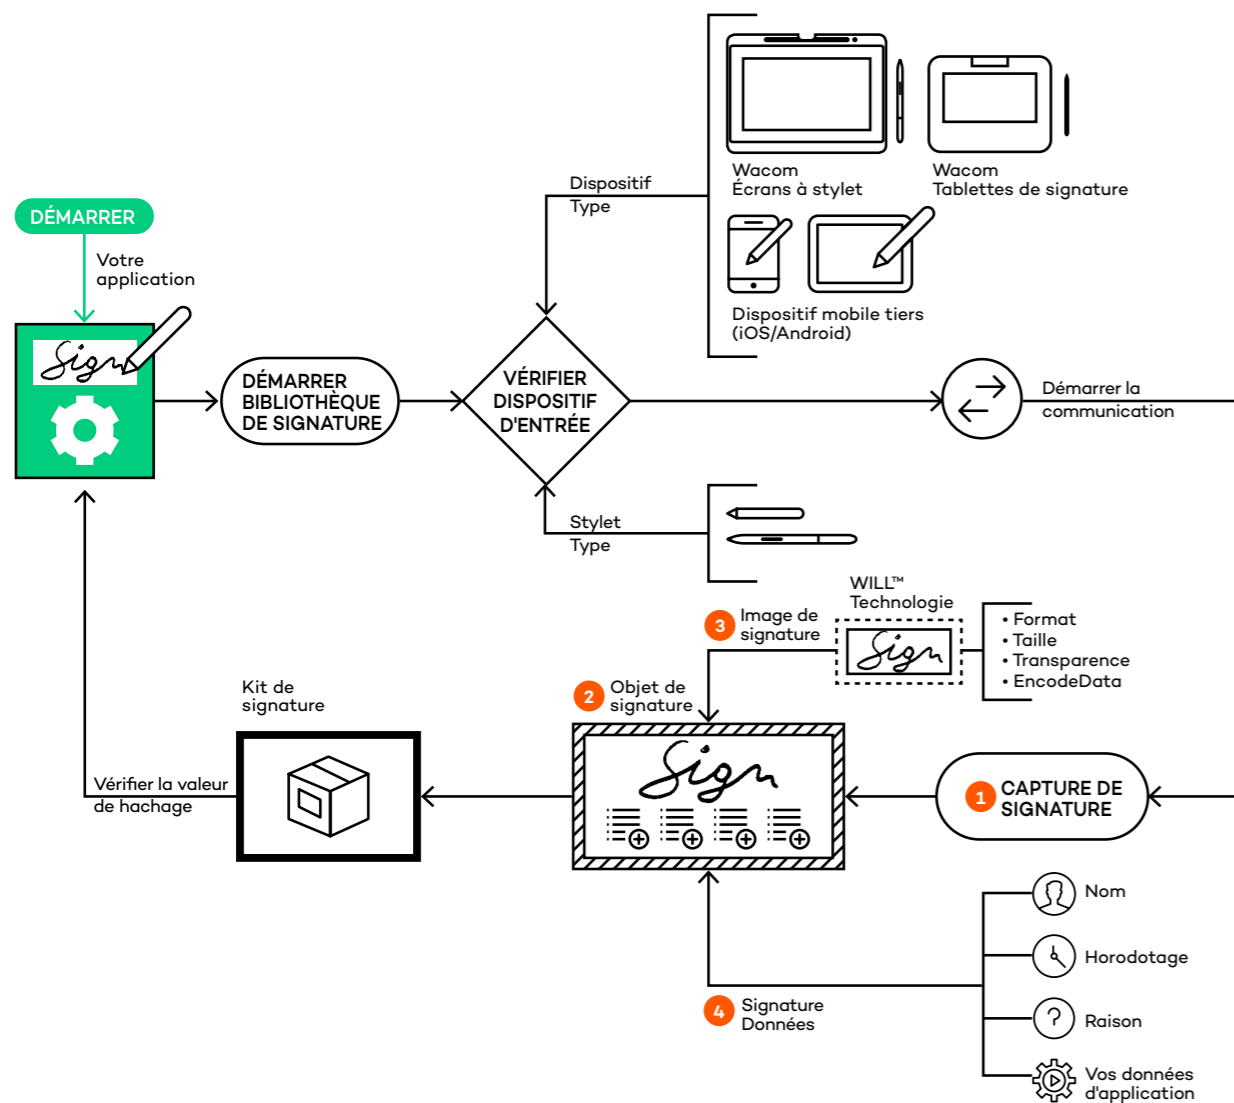 Wacom
Écrans à stylet
Wacom
Tablettes de signature
Dispositif
Type
DÉMARRER
Votre
application
Dispositif mobile tiers
(iOS/Android)
Sign
DÉMARRER
BIBLIOTHÈQUE
DE SIGNATURE
VÉRIFIER
DISPOSITIF
D'ENTRÉE
Démarrer la
communication
Stylet
Type
WILL™
Technologie
3 Image de
signature
Sign
• Format
• Taille
• Transparence
• EncodeData
Kit de
signature
2 Objet de
signature
Sign
Vérifier la valeur
de hachage
1 CAPTURE DE
SIGNATURE
Nom
Horodotage
4 Signature
Données
Raison
Vos données
d'application